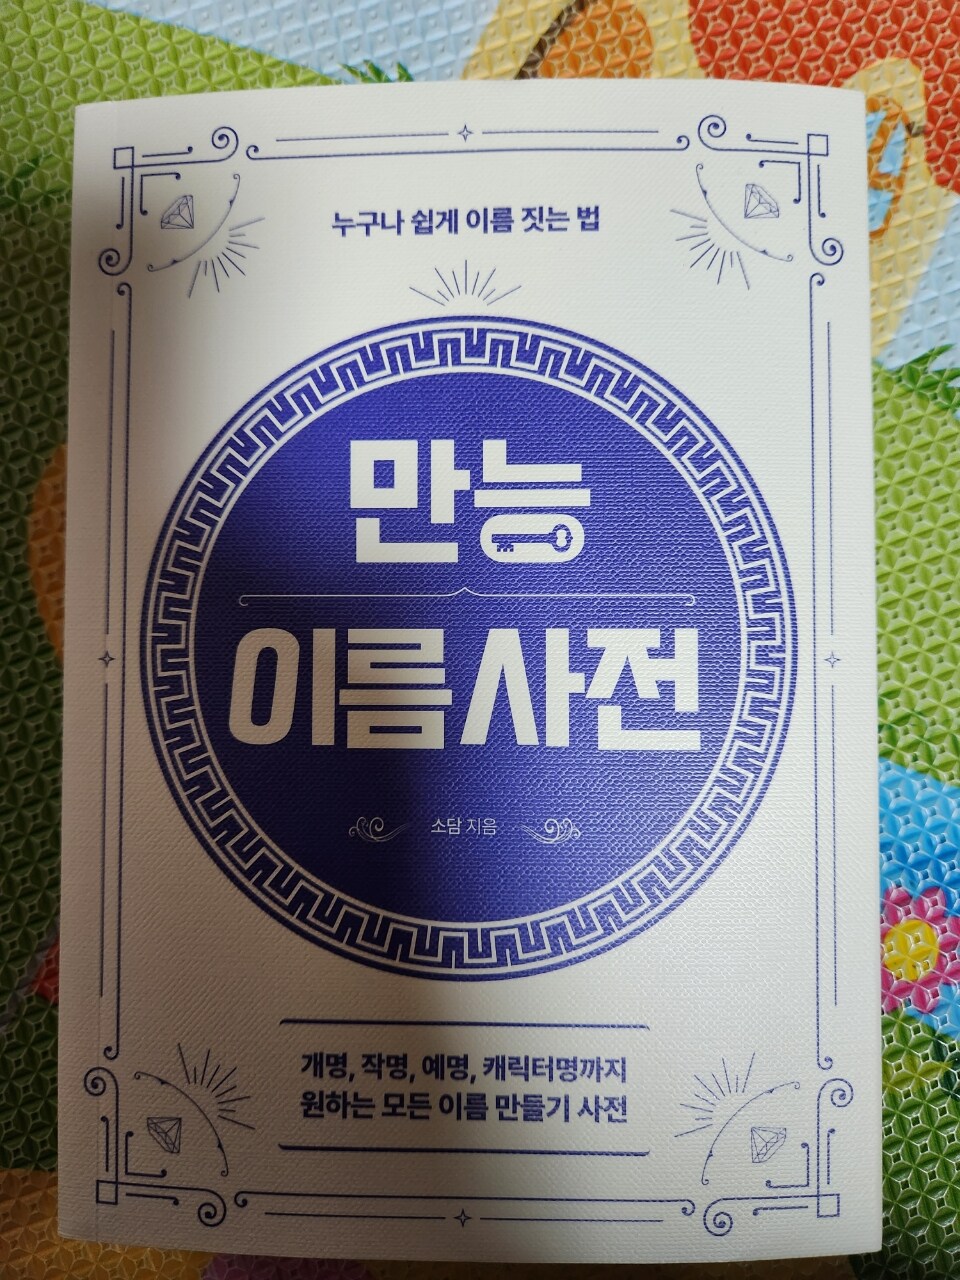 누구나 쉽게 이름 짓는 법
만능
이름사전
소담 지음
개명, 작명, 예명, 캐릭터명까지
원하는 모든 이름 만들기 사전